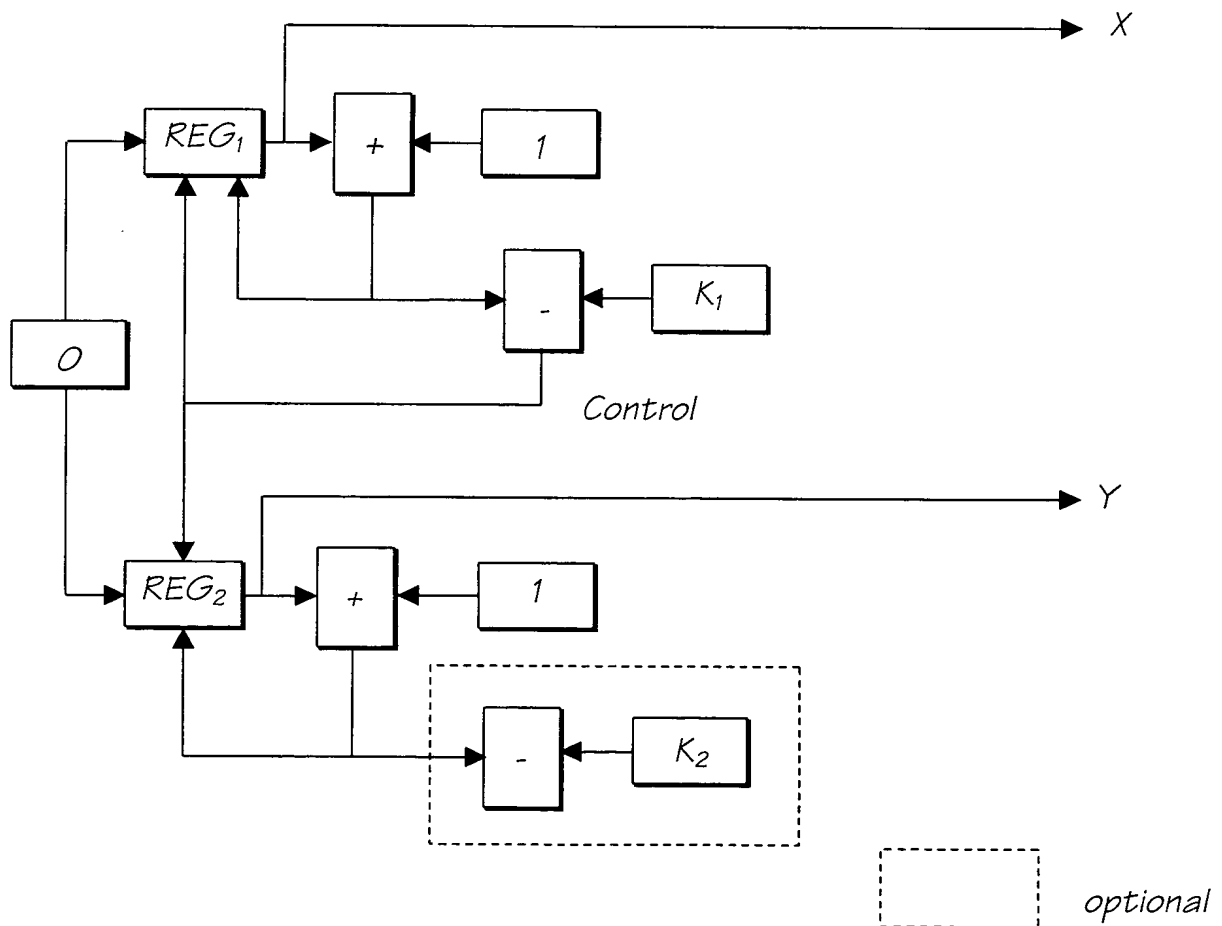 X
REG₁
+
1
-
K₁
0
Control
Y
REG₂
+
1
-
K₂
optional